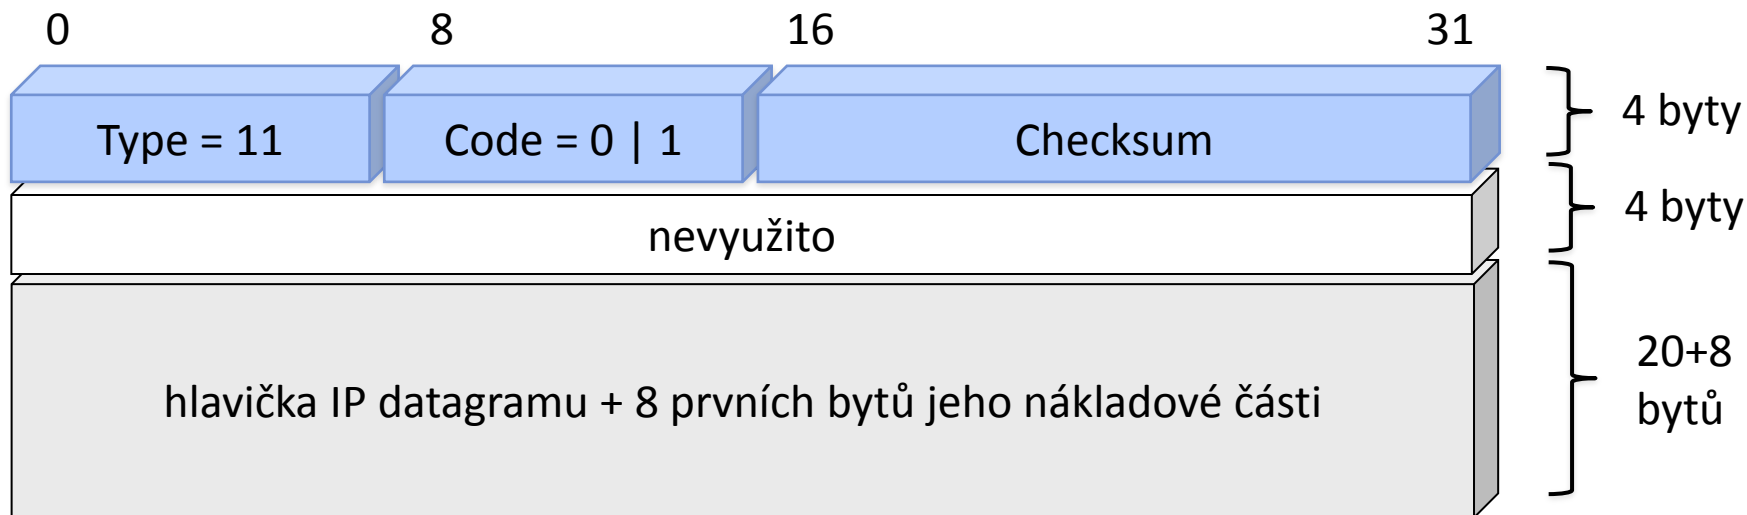 0 8 16 31
Type = 11 Code = 0 | 1 Checksum 4 byty
nevyužito 4 byty
hlavička IP datagramu + 8 prvních bytů jeho nákladové části
20+8
bytů